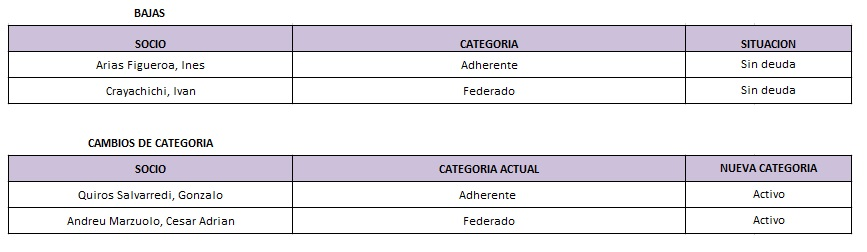 BAJAS
SOCIO CATEGORIA SITUACION
Arias Figueroa, Ines Adherente Sin deuda
Crayachichi, Ivan Federado Sin deuda
CAMBIOS DE CATEGORIA
SOCIO CATEGORIA ACTUAL NUEVA CATEGORIA
Quiros Salvarredi, Gonzalo Adherente Activo
Andreu Marzuolo, Cesar Adrian Federado Activo